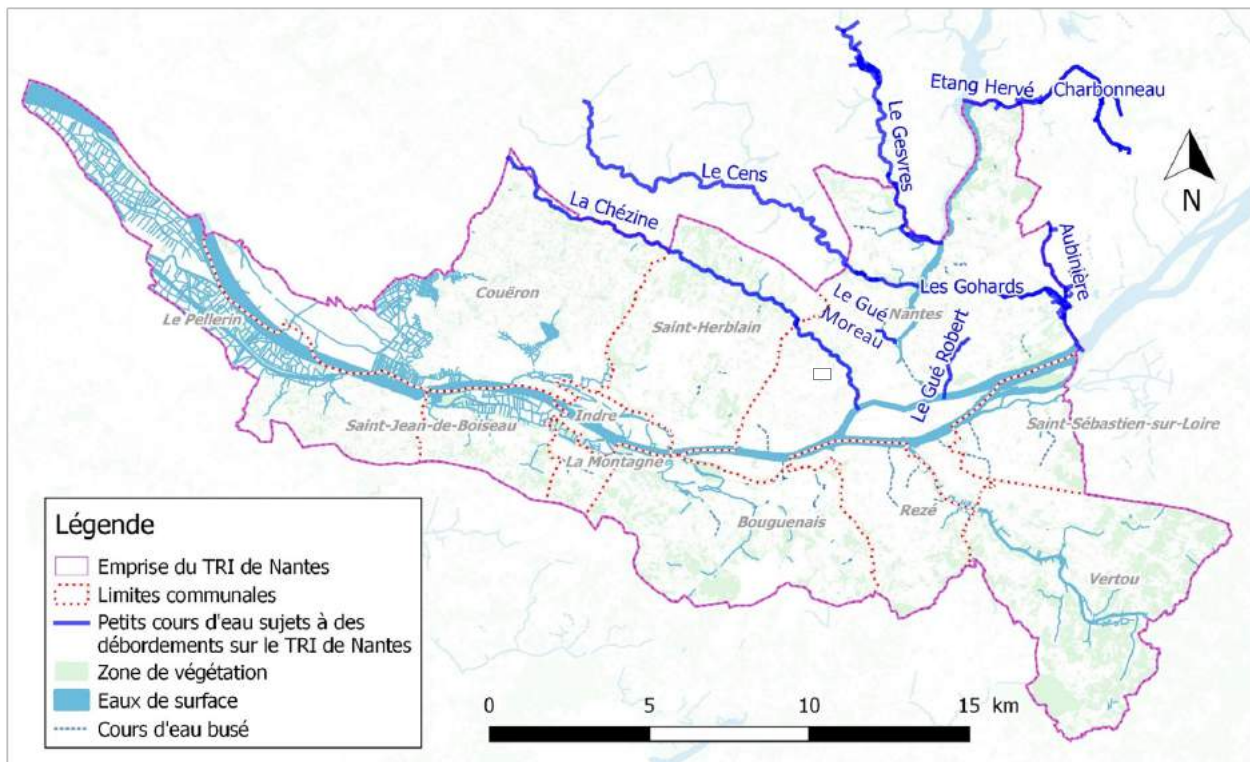 Etang Hervé
Charbonneau
Le Gesvres
Le Cens
N
La Chézine
Aubinière
Les Gohards
Le Gué
Moreau
Nantes
Couëron
Saint-Herblain
Le Gué Robert
Le Pellerin
Indre
Saint-Jean-de-Boiseau
Saint-Sébastien-sur-Loire
La Montagne
Bouguenais
Rezé
Vertou
Légende
Emprise du TRI de Nantes
Limites communales
Petits cours d'eau sujets à des
débordements sur le TRI de Nantes
Zone de végétation
Eaux de surface
Cours d'eau busé
0 5 10 15 km